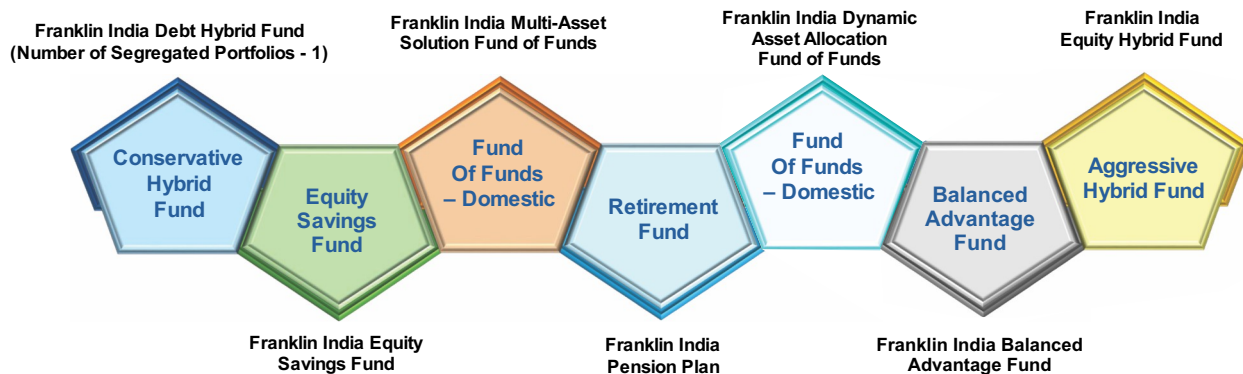 Franklin India Debt Hybrid Fund
(Number of Segregated Portfolios - 1)
Franklin India Multi-Asset
Solution Fund of Funds
Franklin India Dynamic
Asset Allocation
Fund of Funds
Franklin India
Equity Hybrid Fund
Conservative
Hybrid
Fund
Equity
Savings
Fund
Fund
Of Funds
– Domestic
Retirement
Fund
Fund
Of Funds
– Domestic
Balanced
Advantage
Fund
Aggressive
Hybrid Fund
Franklin India Equity
Savings Fund
Franklin India
Pension Plan
Franklin India Balanced
Advantage Fund